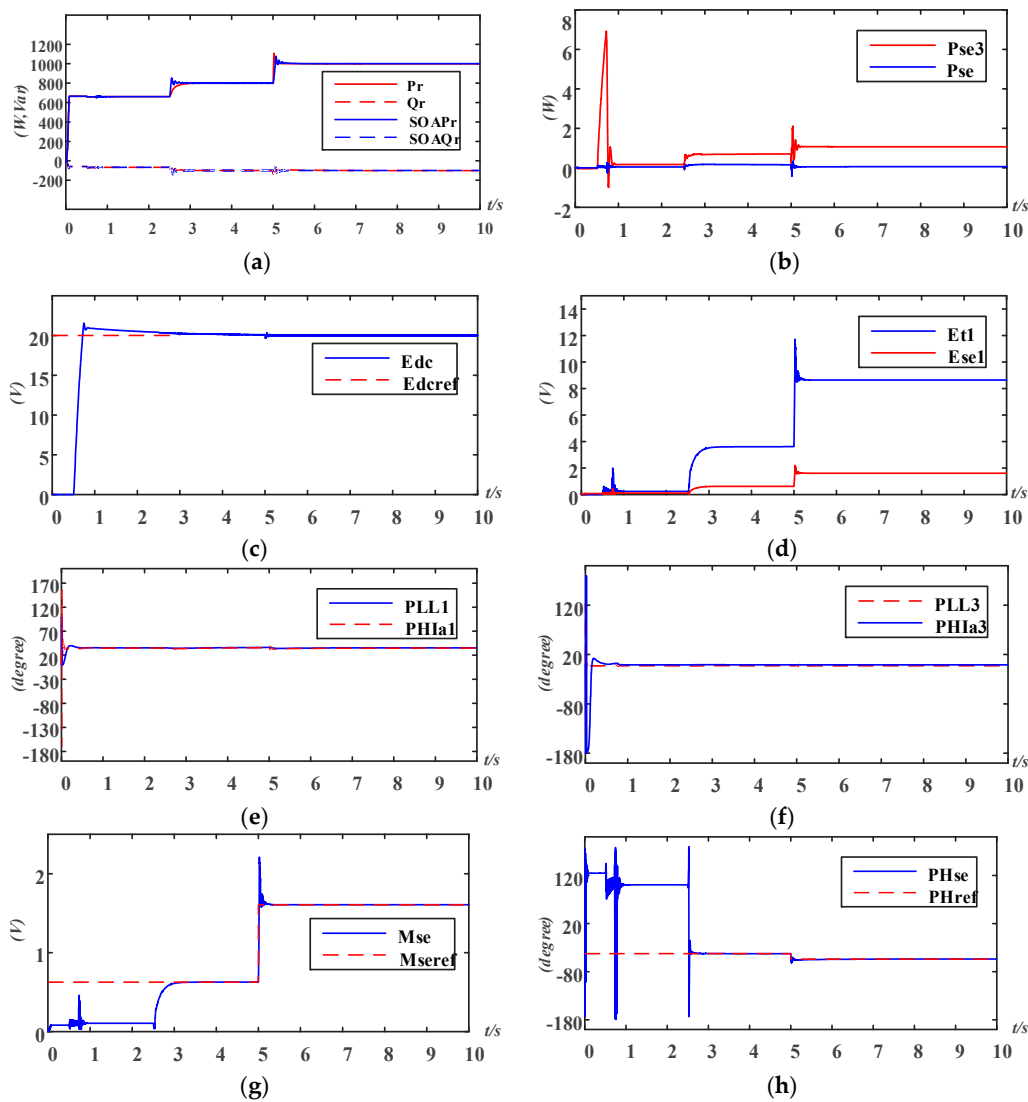 (W,Var)
1200
1000
800
600
400
200
0
-200
Pr
Qr
SOAPr
SOAQr
t/s
0 1 2 3 4 5 6 7 8 9 10
(a)
(W)
8
6
4
2
0
-2
Pse3
Pse
t/s
0 1 2 3 4 5 6 7 8 9 10
(b)
(V)
20
15
10
5
0
Edc
Edcref
t/s
0 1 2 3 4 5 6 7 8 9 10
(c)
(V)
14
12
10
8
6
4
2
0
Et1
Ese1
t/s
0 1 2 3 4 5 6 7 8 9 10
(d)
(degree)
170
120
70
20
-30
-80
-130
-180
PLL1
PHIa1
t/s
0 1 2 3 4 5 6 7 8 9 10
(e)
(degree)
120
20
-80
-180
PLL3
PHIa3
t/s
0 1 2 3 4 5 6 7 8 9 10
(f)
(V)
2
1
0
Mse
Mseref
t/s
0 1 2 3 4 5 6 7 8 9 10
(g)
(degree)
120
20
-80
-180
PHse
PHref
t/s
0 1 2 3 4 5 6 7 8 9 10
(h)